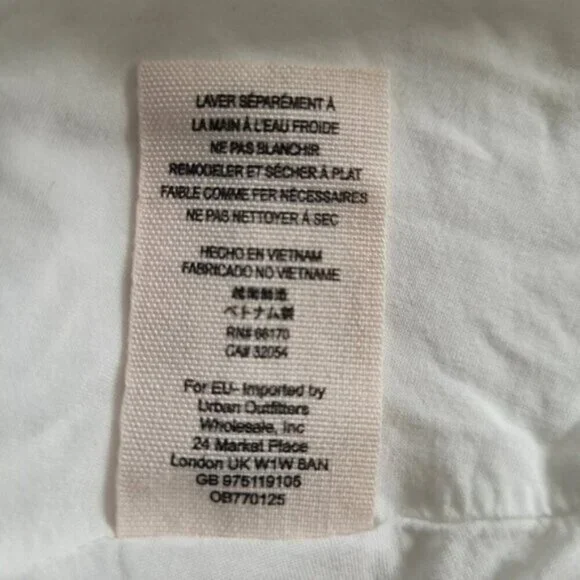 LAVER SÉPARÉMENT À
LA MAIN À L'EAU FROIDE
NE PAS BLANCHIR
REMODELER ET SÉCHER À PLAT
FAIBLE COMME FER NÉCESSAIRES
NE PAS NETTOYER À SEC
HECHO EN VIETNAM
FABRICADO NO VIETNAME
越南製造
ベトナム製
RN# 66170
CA# 32054
For EU- Imported by
Urban Outfitters
Wholesale, Inc
24 Market Place
London UK W1W 8AN
GB 975119105
OB770125